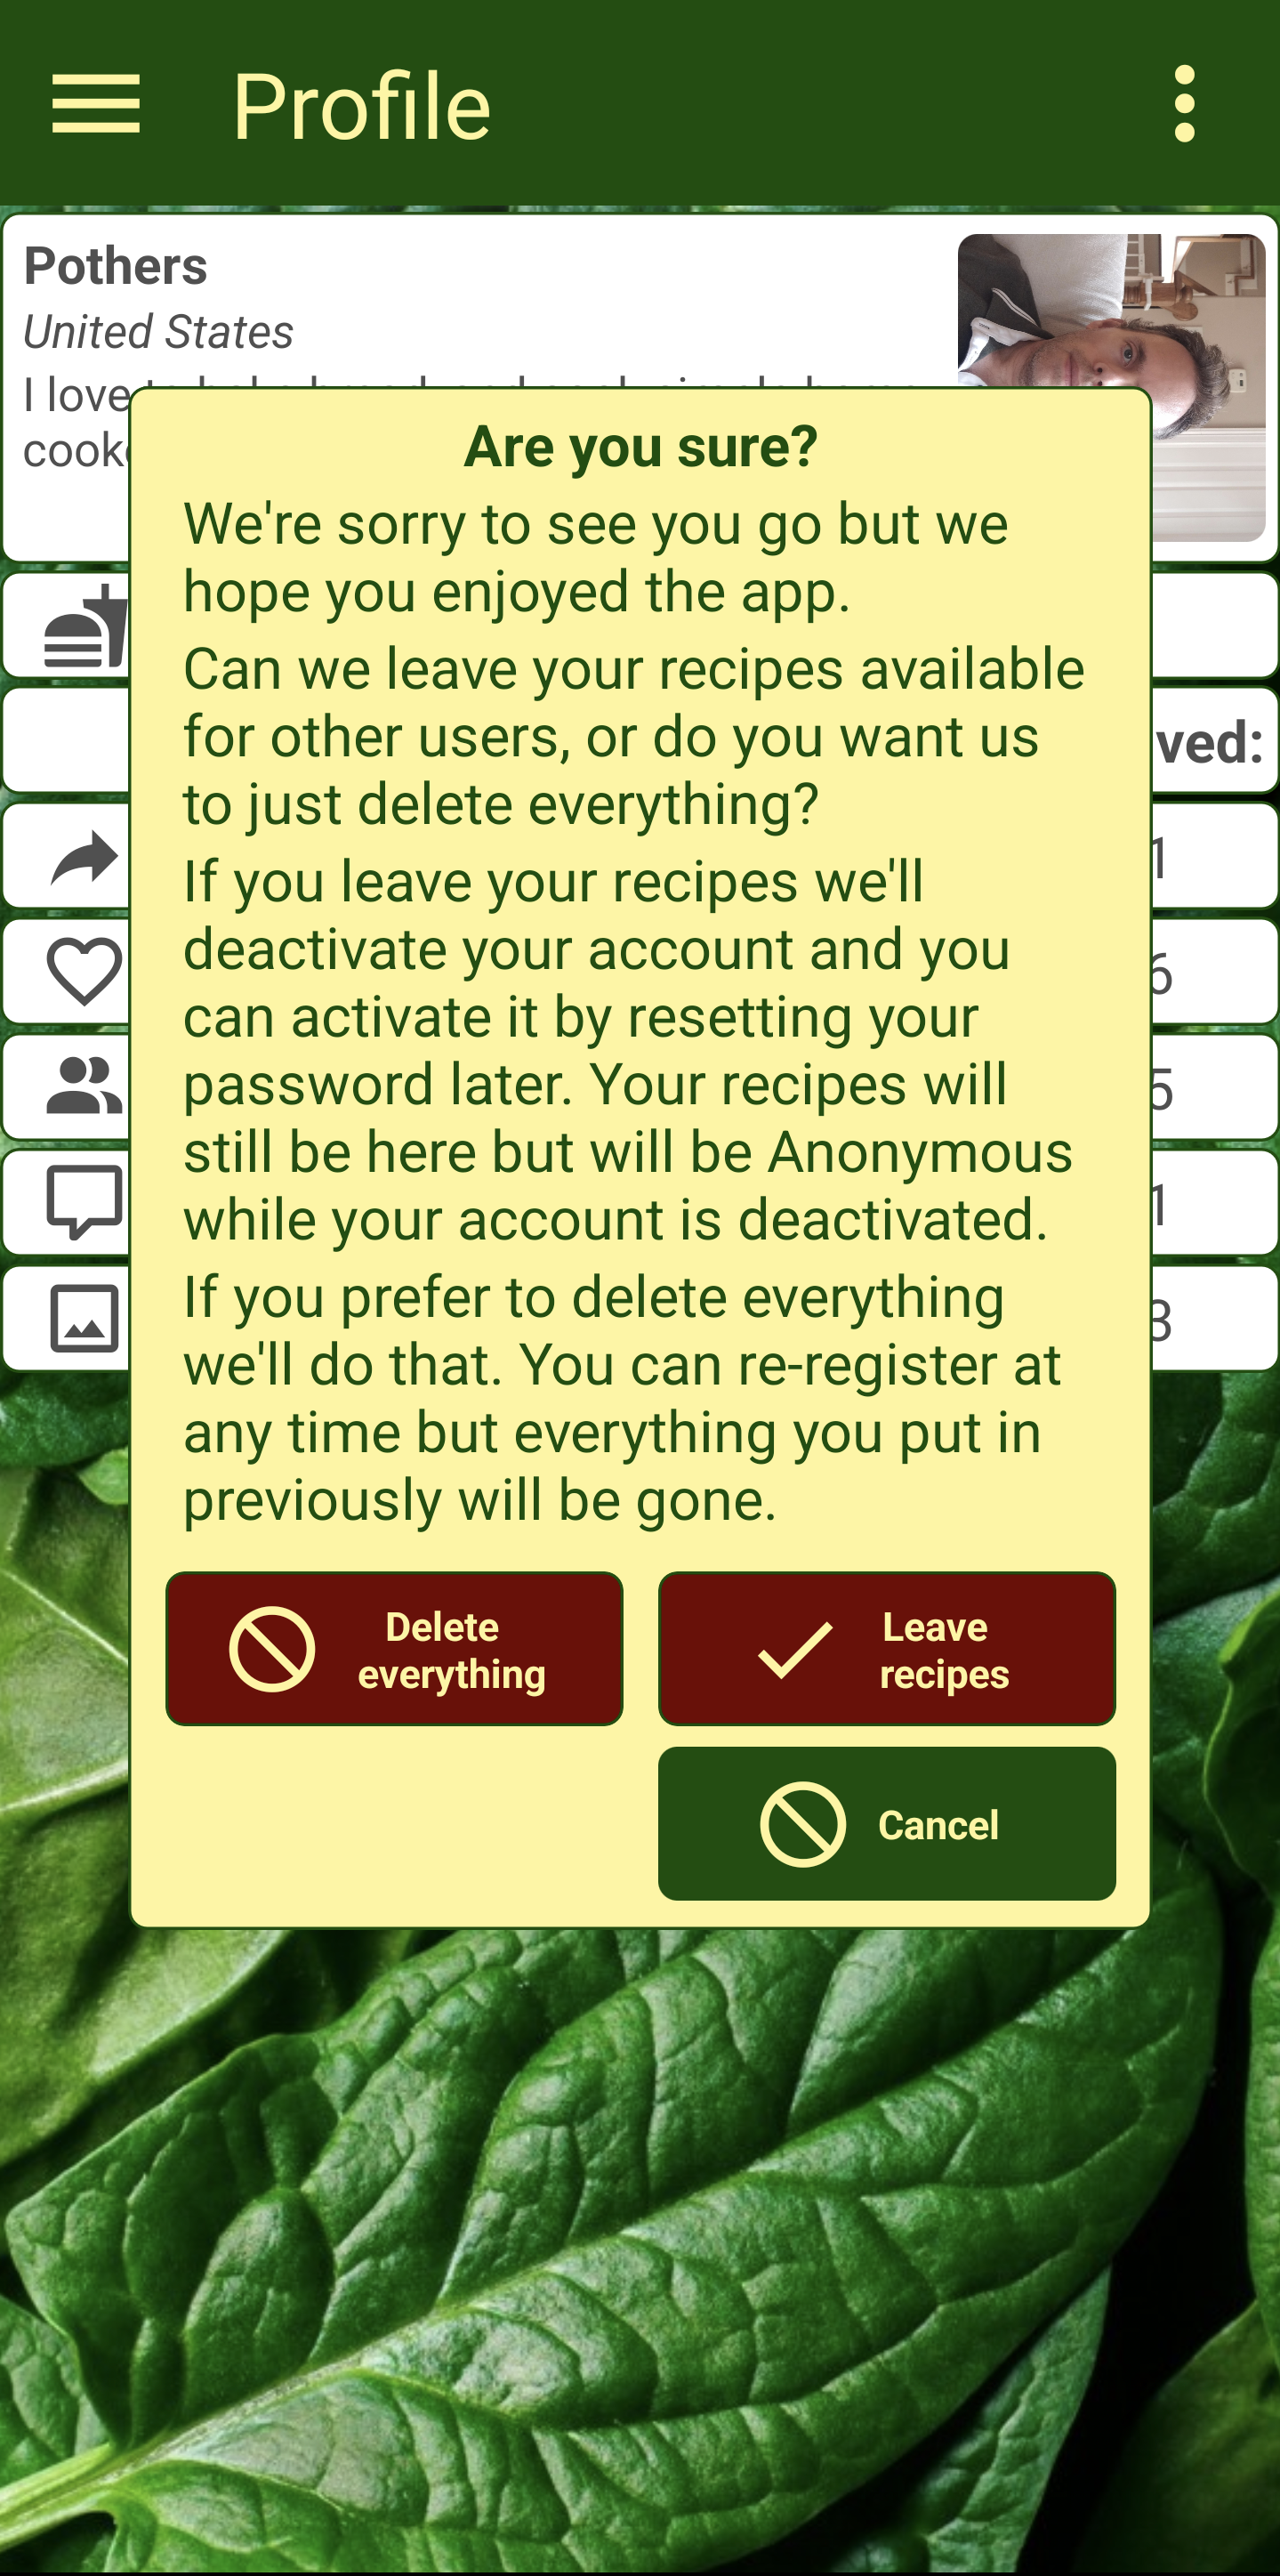 Profile
Pothers
United States
I love
Are you sure?
We're sorry to see you go but we
hope you enjoyed the app.
Can we leave your recipes available
for other users, or do you want us
to just delete everything?
If you leave your recipes we'll
deactivate your account and you
can activate it by resetting your
password later. Your recipes will
still be here but will be Anonymous
while your account is deactivated.
If you prefer to delete everything
we'll do that. You can re-register at
any time but everything you put in
previously will be gone.
Delete
everything
Leave
recipes
Cancel
ved:
1
6
5
1
3